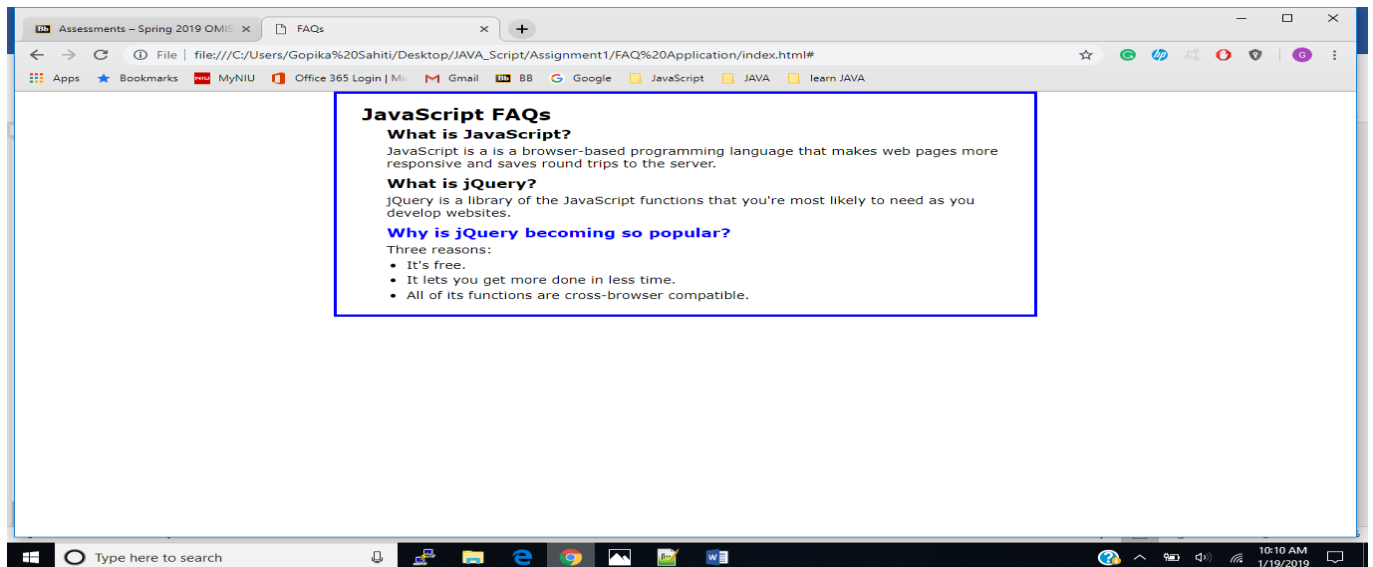 Assessments – Spring 2019 OMIS
FAQs
File | file:///C:/Users/Gopika%20Sahiti/Desktop/JAVA_Script/Assignment1/FAQ%20Application/index.html#
G
Apps Bookmarks MyNIU Office 365 Login | Mic Gmail BB Google JavaScript JAVA learn JAVA
JavaScript FAQs
What is JavaScript?
JavaScript is a is a browser-based programming language that makes web pages more
responsive and saves round trips to the server.
What is jQuery?
jQuery is a library of the JavaScript functions that you're most likely to need as you
develop websites.
Why is jQuery becoming so popular?
Three reasons:
• It's free.
• It lets you get more done in less time.
• All of its functions are cross-browser compatible.
Type here to search
10:10 AM
1/19/2019